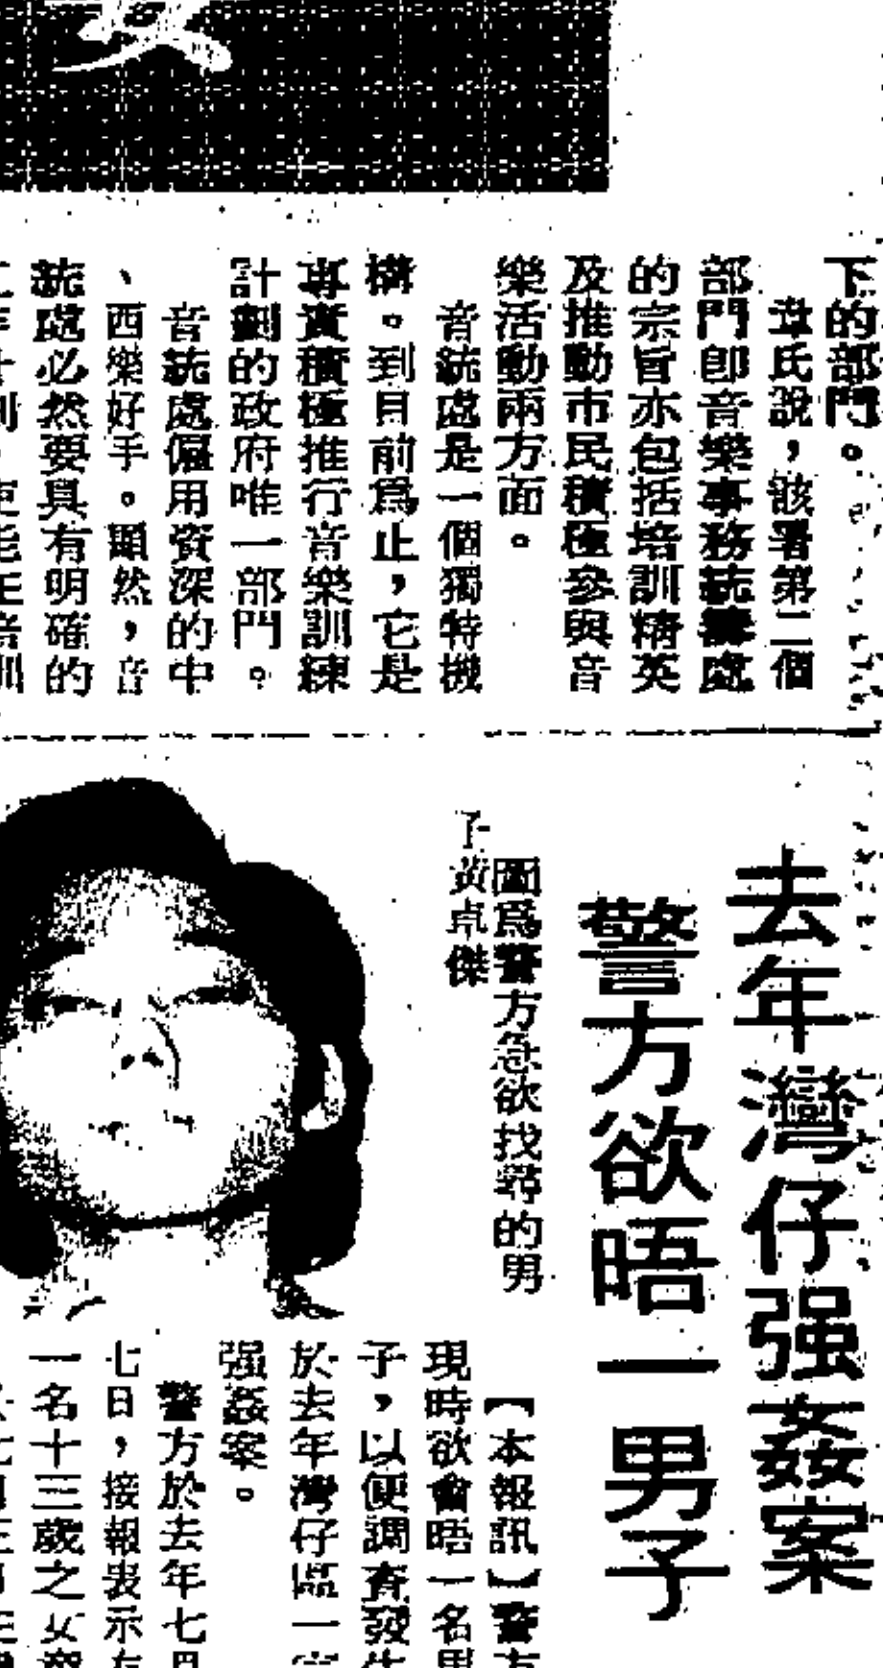 下的部門。
韋氏說，該署第二個
部門卽音樂事務統籌處
的宗旨亦包括培訓精英
及推動市民積極參與音
樂活動兩方面。
音統處是一個獨特機
構。到目前爲止，它是
專責積極推行音樂訓練
計劃的政府唯一部門。
音統處僱用資深的中
、西樂好手。顯然，音
統處必然要具有明確的
去年灣仔强姦案
警方欲晤一男子
圖爲警方急欲找尋的男
子黃卓傑
【本報訊】警方
現時欲會晤一名男
子，以便調查發生
於去年灣仔區一宗
强姦案。
警方於去年七月
七日，接報表示有
一名十三歲之女